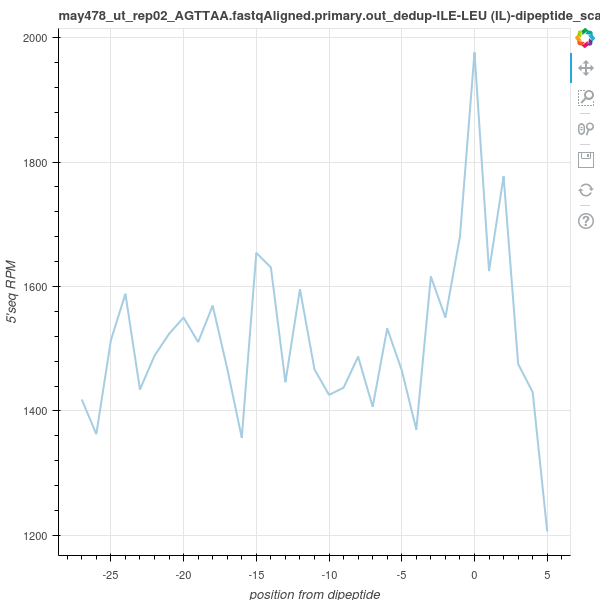 may478_ut_rep02_AGTTAA.fastqAligned.primary.out_dedup-ILE-LEU (IL)-dipeptide_sca
2000
1800
1600
1400
1200
5'seq RPM
-25 -20 -15 -10 -5 0 5
position from dipeptide